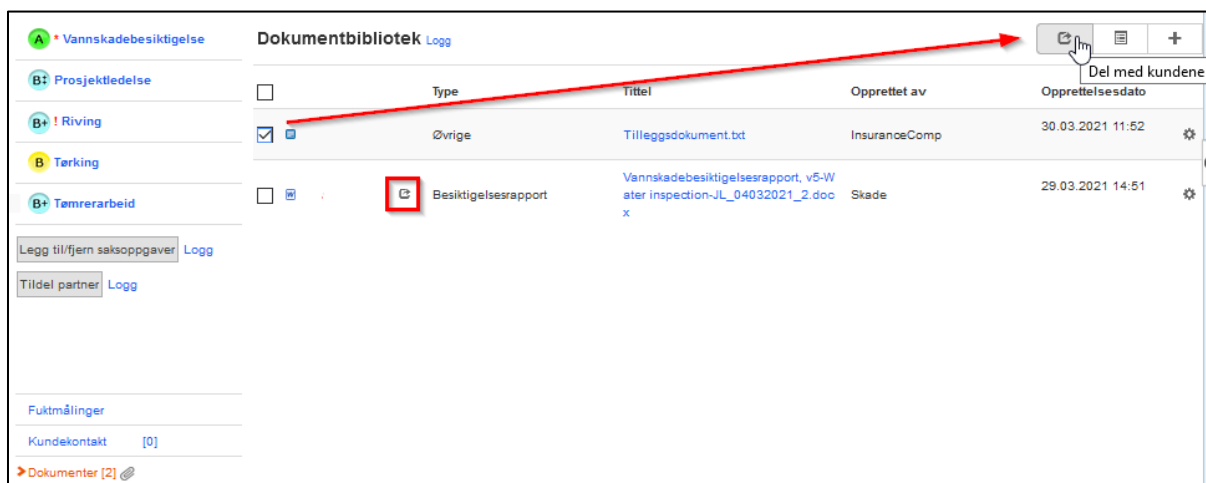 A * Vannskadebesiktigelse
B‡ Prosjektledelse
B+ ! Riving
B Tørking
B+ Tømrerarbeid
Legg til/fjern saksoppgaver Logg
Tildel partner Logg
Fuktmålinger
Kundekontakt [0]
Dokumenter [2]
Dokumentbibliotek Logg
Del med kundene
Type Tittel Opprettet av Opprettelsesdato
Øvrige Tilleggsdokument.txt InsuranceComp 30.03.2021 11:52
Besiktigelsesrapport Vannskadebesiktigelsesrapport, v5-W
ater inspection-JL_04032021_2.doc
x
Skade 29.03.2021 14:51